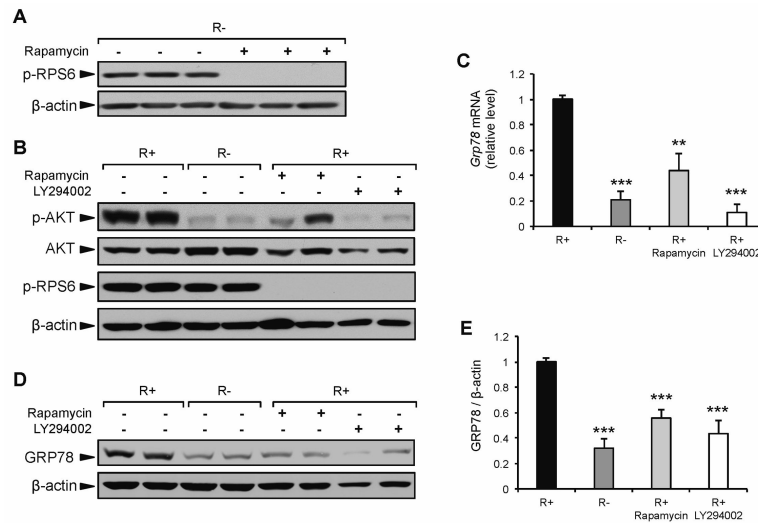 A
R-
Rapamycin - - - + + +
p-RPS6
β-actin
B
R+ R- R+
Rapamycin - - - - + + - -
LY294002 - - - - - - + +
p-AKT
AKT
p-RPS6
β-actin
C
Grp78 mRNA
(relative level)
1.2
1
0.8
0.6
0.4
0.2
0
***
**
***
R+ R- R+ R+
Rapamycin LY294002
D
R+ R- R+
Rapamycin - - - - + + - -
LY294002 - - - - - - + +
GRP78
β-actin
E
GRP78 / β-actin
1.2
1
0.8
0.6
0.4
0.2
0
***
***
***
R+ R- R+ R+
Rapamycin LY294002